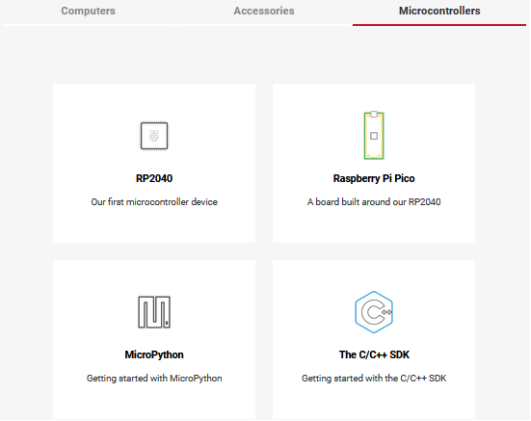 Computers Accessories Microcontrollers
RP2040
Our first microcontroller device
Raspberry Pi Pico
A board built around our RP2040
MicroPython
Getting started with MicroPython
C++
The C/C++ SDK
Getting started with the C/C++ SDK